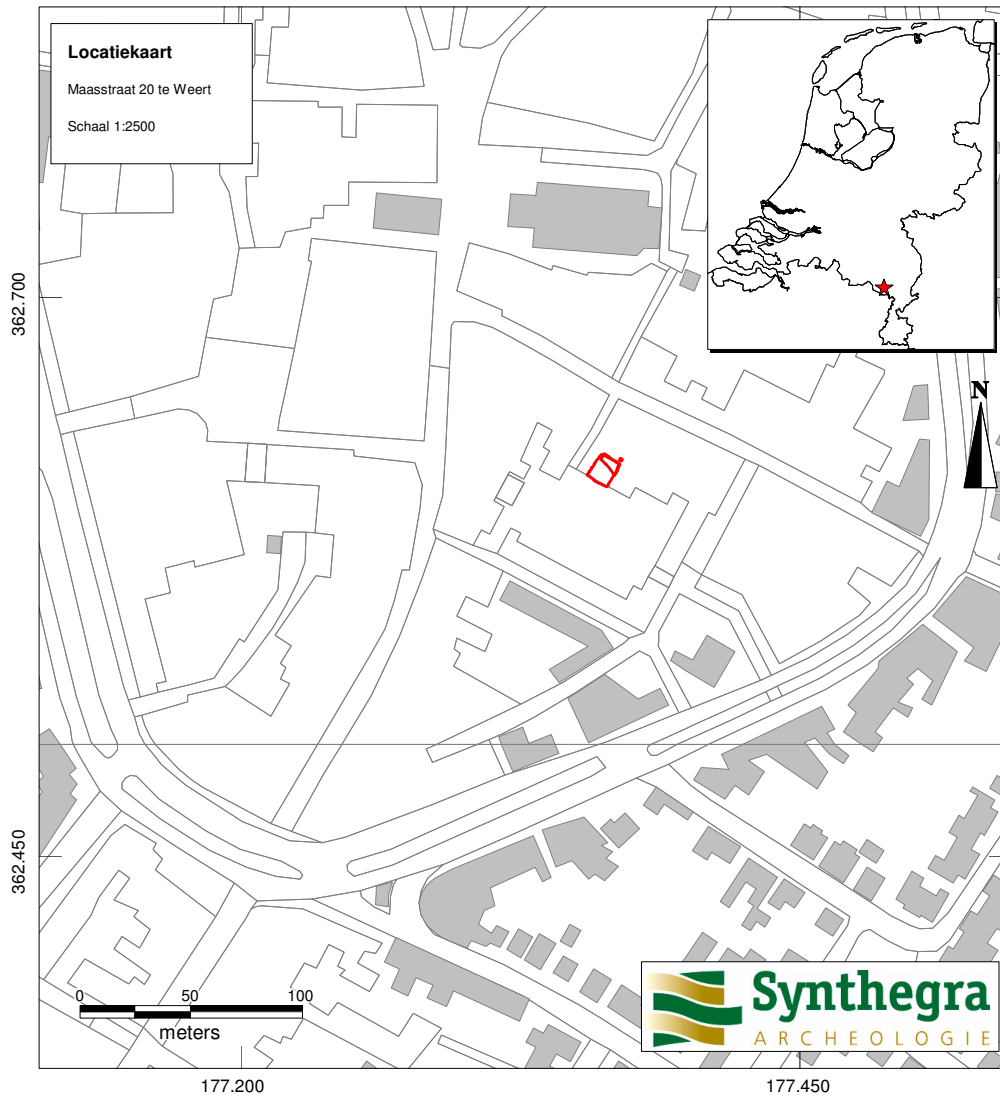 Locatiekaart
Maasstraat 20 te Weert
Schaal 1:2500
362.700
N
362.450
0 50 100
meters
Synthegra
ARCHEOLOGIE
177.200 177.450